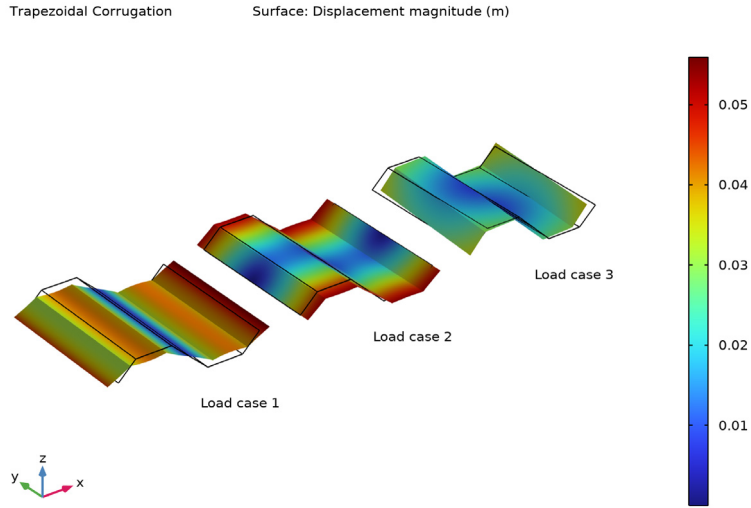 Trapezoidal Corrugation
Surface: Displacement magnitude (m)
0.05
0.04
0.03
0.02
0.01
Load case 3
Load case 2
Load case 1
z
y
x